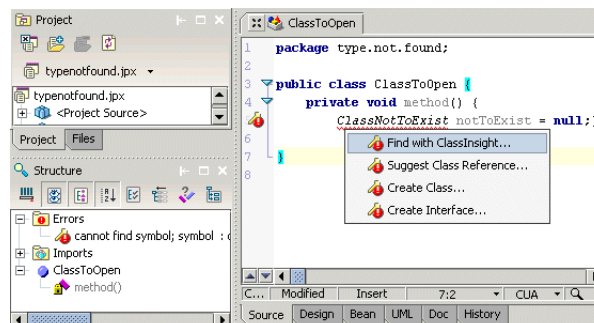 Project
typenotfound.jpx
typenotfound.jpx
<Project Source>
Project Files
Structure
Errors
cannot find symbol; symbol :
Imports
ClassToOpen
method()
ClassToOpen
1 package type.not.found;
2
3 public class ClassToOpen {
4 private void method() {
ClassNotToExist notToExist = null;}
6
7 }
8
Find with ClassInsight...
Suggest Class Reference...
Create Class...
Create Interface...
C... Modified Insert 7:2 CUA
Source Design Bean UML Doc History